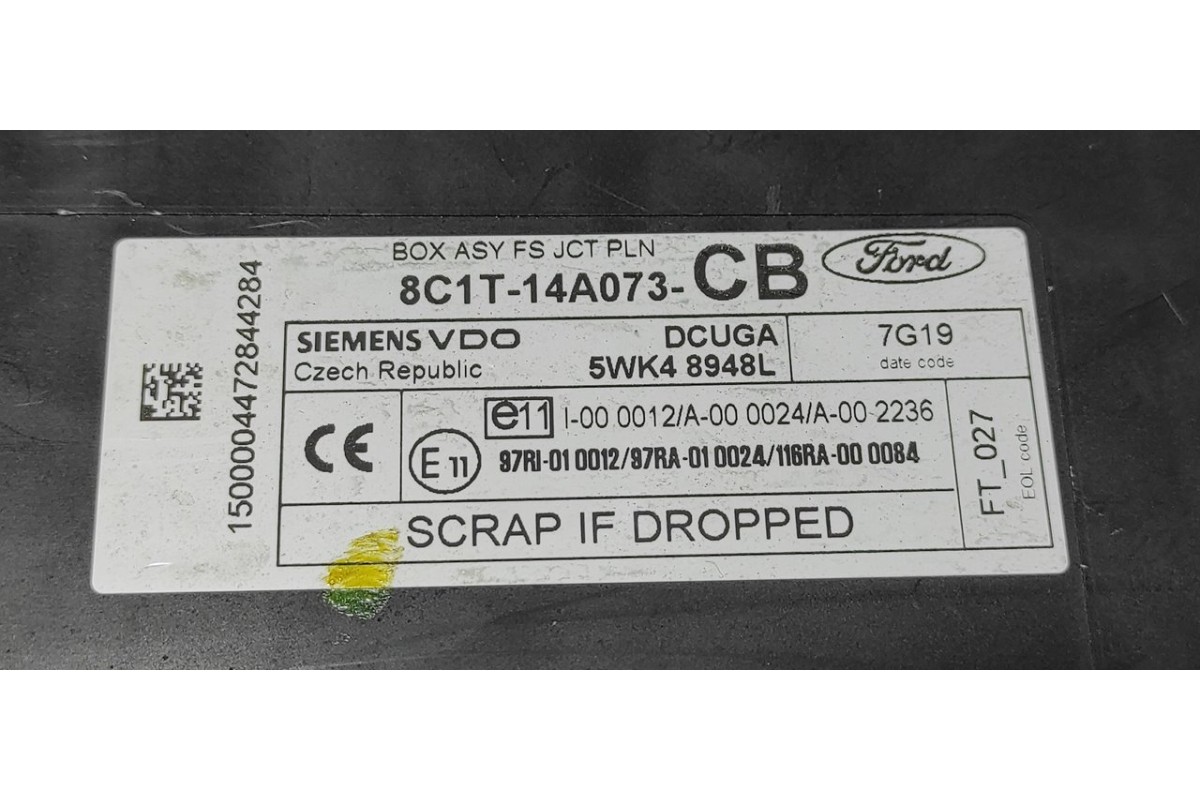 BOX ASY FS JCT PLN
8C1T-14A073-CB
Ford
SIEMENS VDO
DCUGA
Czech Republic
5WK4 8948L
7G19
date code
CE
e11 I-00 0012/A-00 0024/A-00 2236
E11 97RI-01 0012/97RA-01 0024/116RA-00 0084
SCRAP IF DROPPED
FT_027
EOL code
1500004472844284